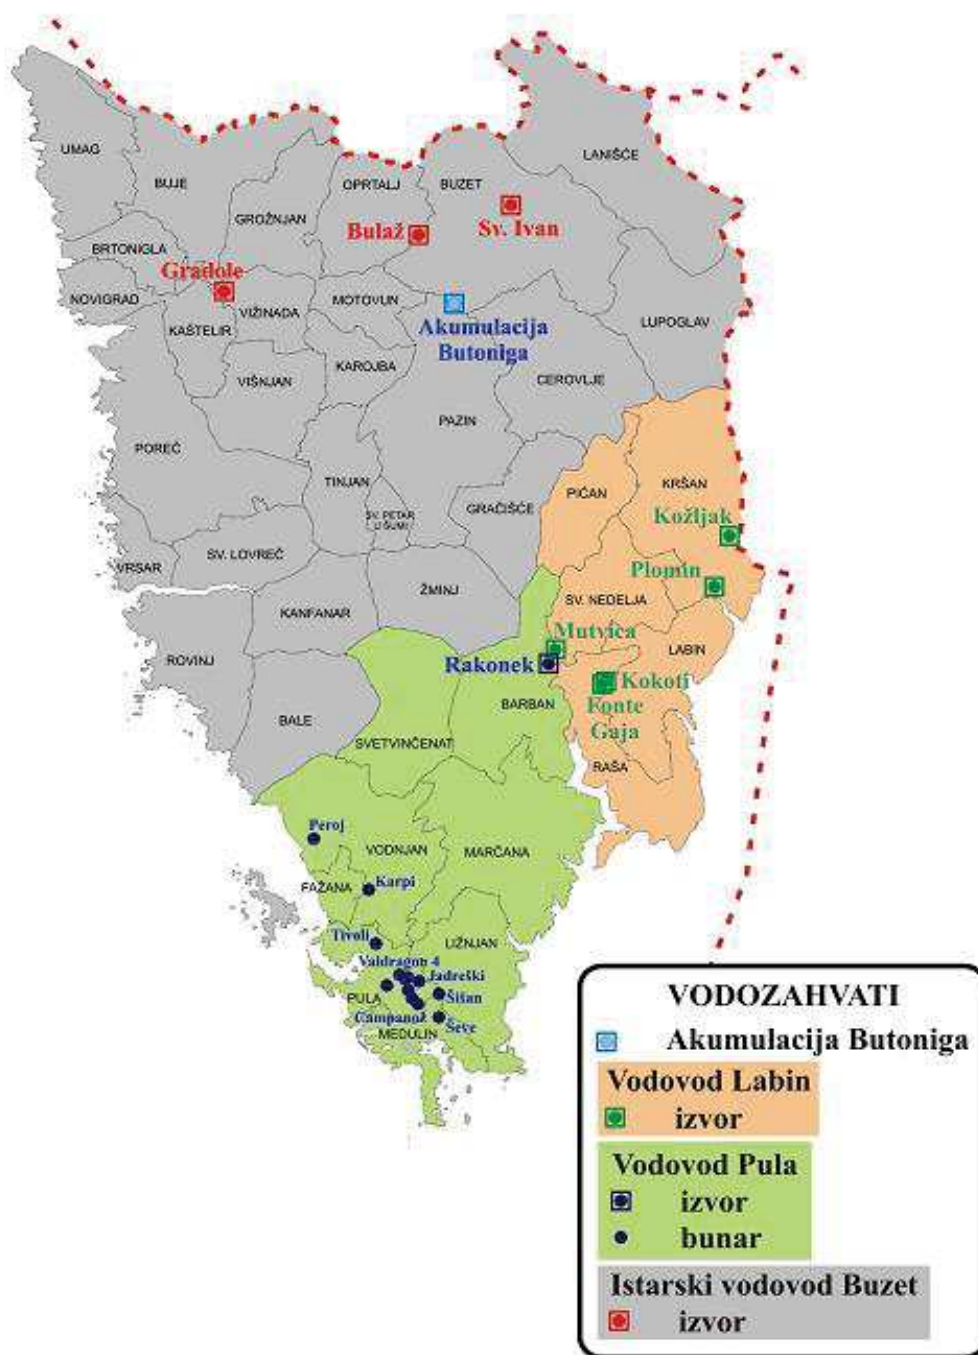 LANIŠĆE
UMAG
OPRTALJ
BUZET
BUJE
GROŽNJAN
Bulaž
Sv. Ivan
BRTONIGLA
Gradole
NOVIGRAD
VIŽINADA
MOTOVUN
KAŠTELIR
Akumulacija
Butoniga
LUPOGLAV
KAROJBA
VIŠNJAN
CEROVLJE
PAZIN
POREČ
TINJAN
PIĆAN
KRŠAN
GRAČIŠĆE
SV. PETAR
U ŠUMI
Kožljak
SV. LOVREČ
VRSAR
Plomin
ŽMINJ
SV. NEDELJA
KANFANAR
Mutvica
LABIN
ROVINJ
Rakonek
Kokoti
BARBAN
Fonte
Gaja
BALE
SVETVINČENAT
RAŠA
Peroj
VODNJAN
MARČANA
FAŽANA
Karpi
Tivoli
LIŽNJAN
Valdragon 4
Jadreški
PULA
Šišan
Campanož
Ševe
MEDULIN
VODOZAHVATI
Akumulacija Butoniga
Vodovod Labin
izvor
Vodovod Pula
izvor
bunar
Istarski vodovod Buzet
izvor